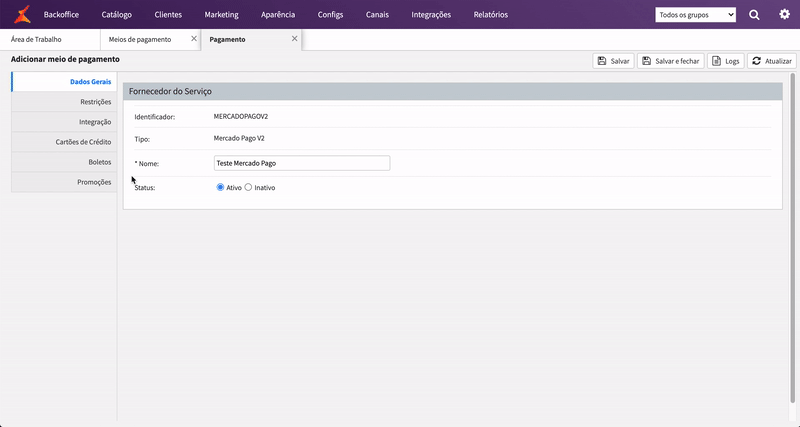 Backoffice Catálogo Clientes Marketing Aparência Configs Canais Integrações Relatórios Todos os grupos
Área de Trabalho Meios de pagamento Pagamento
Adicionar meio de pagamento Salvar Salvar e fechar Logs Atualizar
Dados Gerais
Restrições
Integração
Cartões de Crédito
Boletos
Promoções
Fornecedor do Serviço
Identificador: MERCADOPAGOV2
Tipo: Mercado Pago V2
* Nome: Teste Mercado Pago
Status: Ativo Inativo